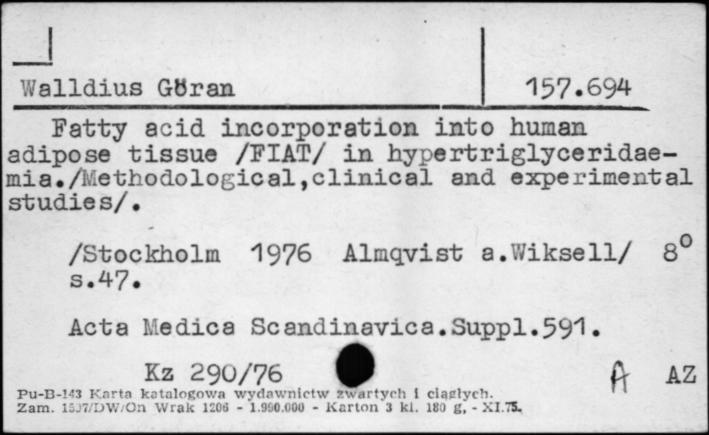 Walldius Göran 157.694
Fatty acid incorporation into human
adipose tissue /FIAT/ in hypertriglyceridae-
mia./Methodological,clinical and experimental
studies/.
/Stockholm 1976 Almqvist a.Wiksell/ 8°
s.47.
Acta Medica Scandinavica.Suppl.591.
Kz 290/76 A AZ
Pu-B-143 Karta katalogowa wydawnictw zwartych i ciągłych.
Zam. 1537/DW/On Wrak 1206 - 1.990.000 - Karton 3 kl. 180 g, - XI.75.